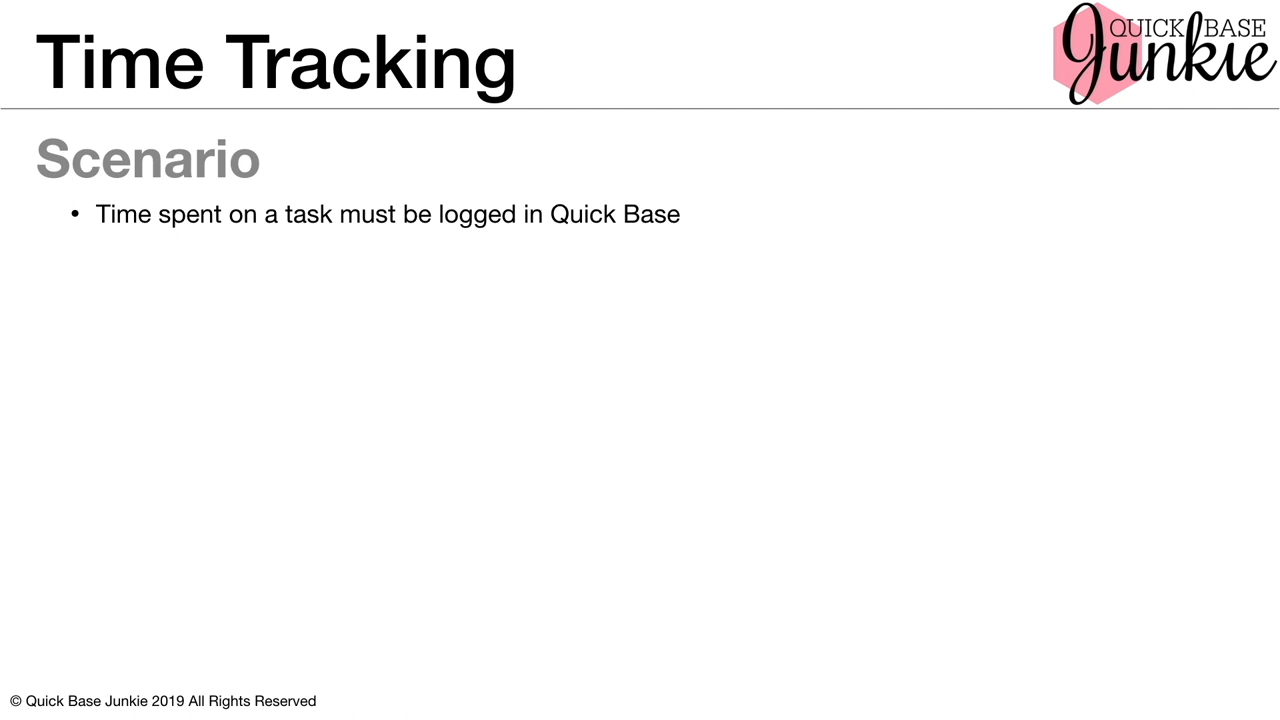 Time Tracking
QUICK BASE
Junkie
Scenario
• Time spent on a task must be logged in Quick Base
© Quick Base Junkie 2019 All Rights Reserved